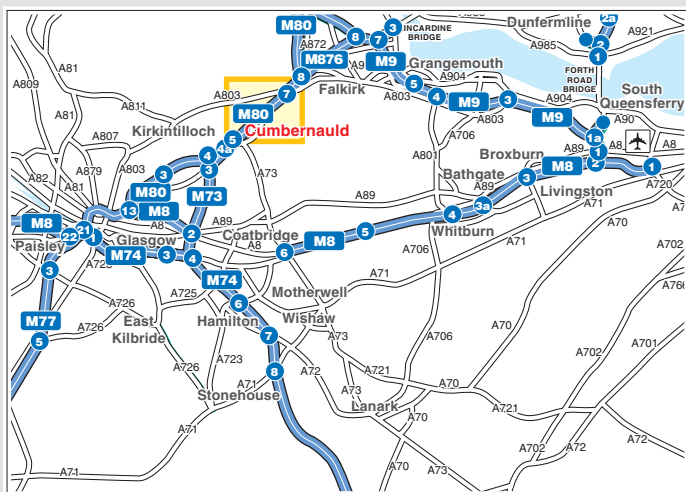 2a
M80
3
Dunfermline
A921
8
7
INCARDINE
BRIDGE
A985
2
1
A872
M876
M9
Grangemouth
FORTH
ROAD
BRIDGE
A81
A809
A81
8
A904
5
South
Queensferry
A811
A803
7
Falkirk
A803
4
M9
3
A904
A803
M9
A90
M80
Kirkintilloch
Cumbernauld
5
4a
A706
1a
A807
4
A801
Broxburn
A89
1
A8
2
A879
A803
3
3
A73
Bathgate
M8
1
A82
A81
M80
M73
A89
3
A720
Livingston
A89
3a
13
M8
A8
A89
4
A70
M8
21
22
2
Coatbridge
Whitburn
A71
1
Glasgow
A8
M8
5
A706
A702
Paisley
M74
3
4
6
A725
3
M74
A71
A725
Motherwell
A766
A726
6
M77
East
Kilbride
Hamilton
Wishaw
A726
7
A73
A706
A70
5
A702
A723
A726
8
A72
A721
A701
A71
A73
A70
Stonehouse
Lanark
A721
A71
A70
A702
A72
A72
A71
A70
A73